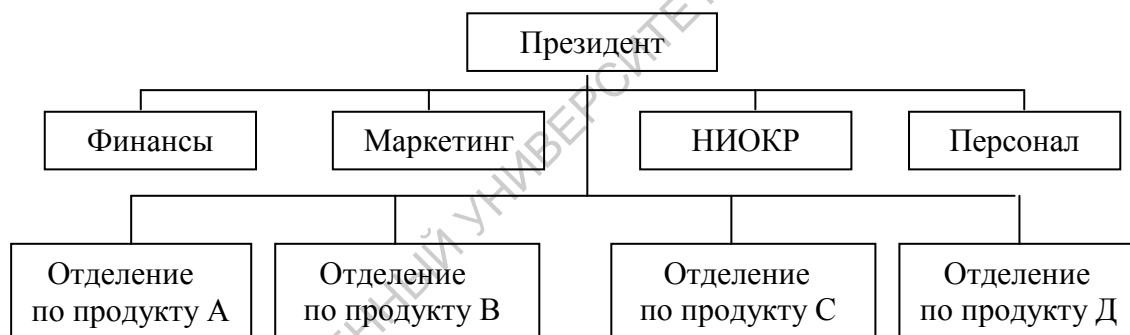 Президент
Финансы
Маркетинг
НИОКР
Персонал
Отделение
по продукту А
Отделение
по продукту В
Отделение
по продукту С
Отделение
по продукту Д